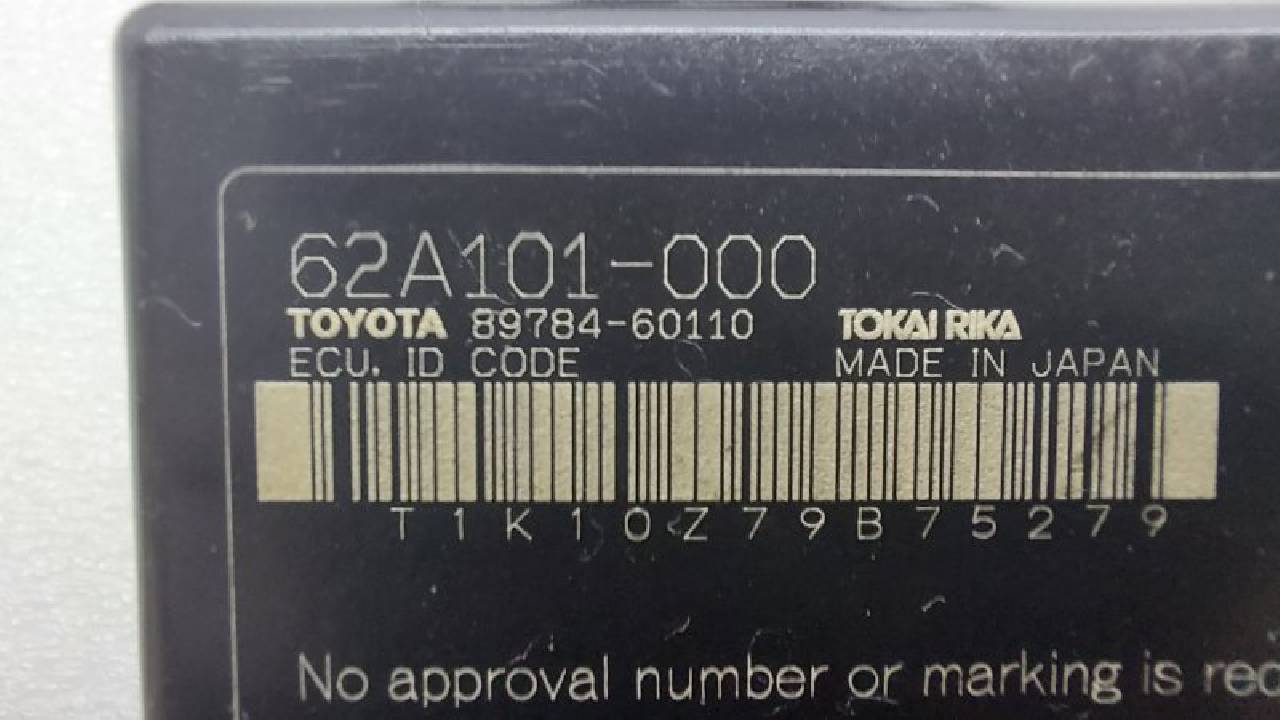 62A101-000
TOYOTA 89784-60110 TOKAI RIKA
ECU. ID CODE MADE IN JAPAN
T1K10Z79B75279
No approval number or marking is